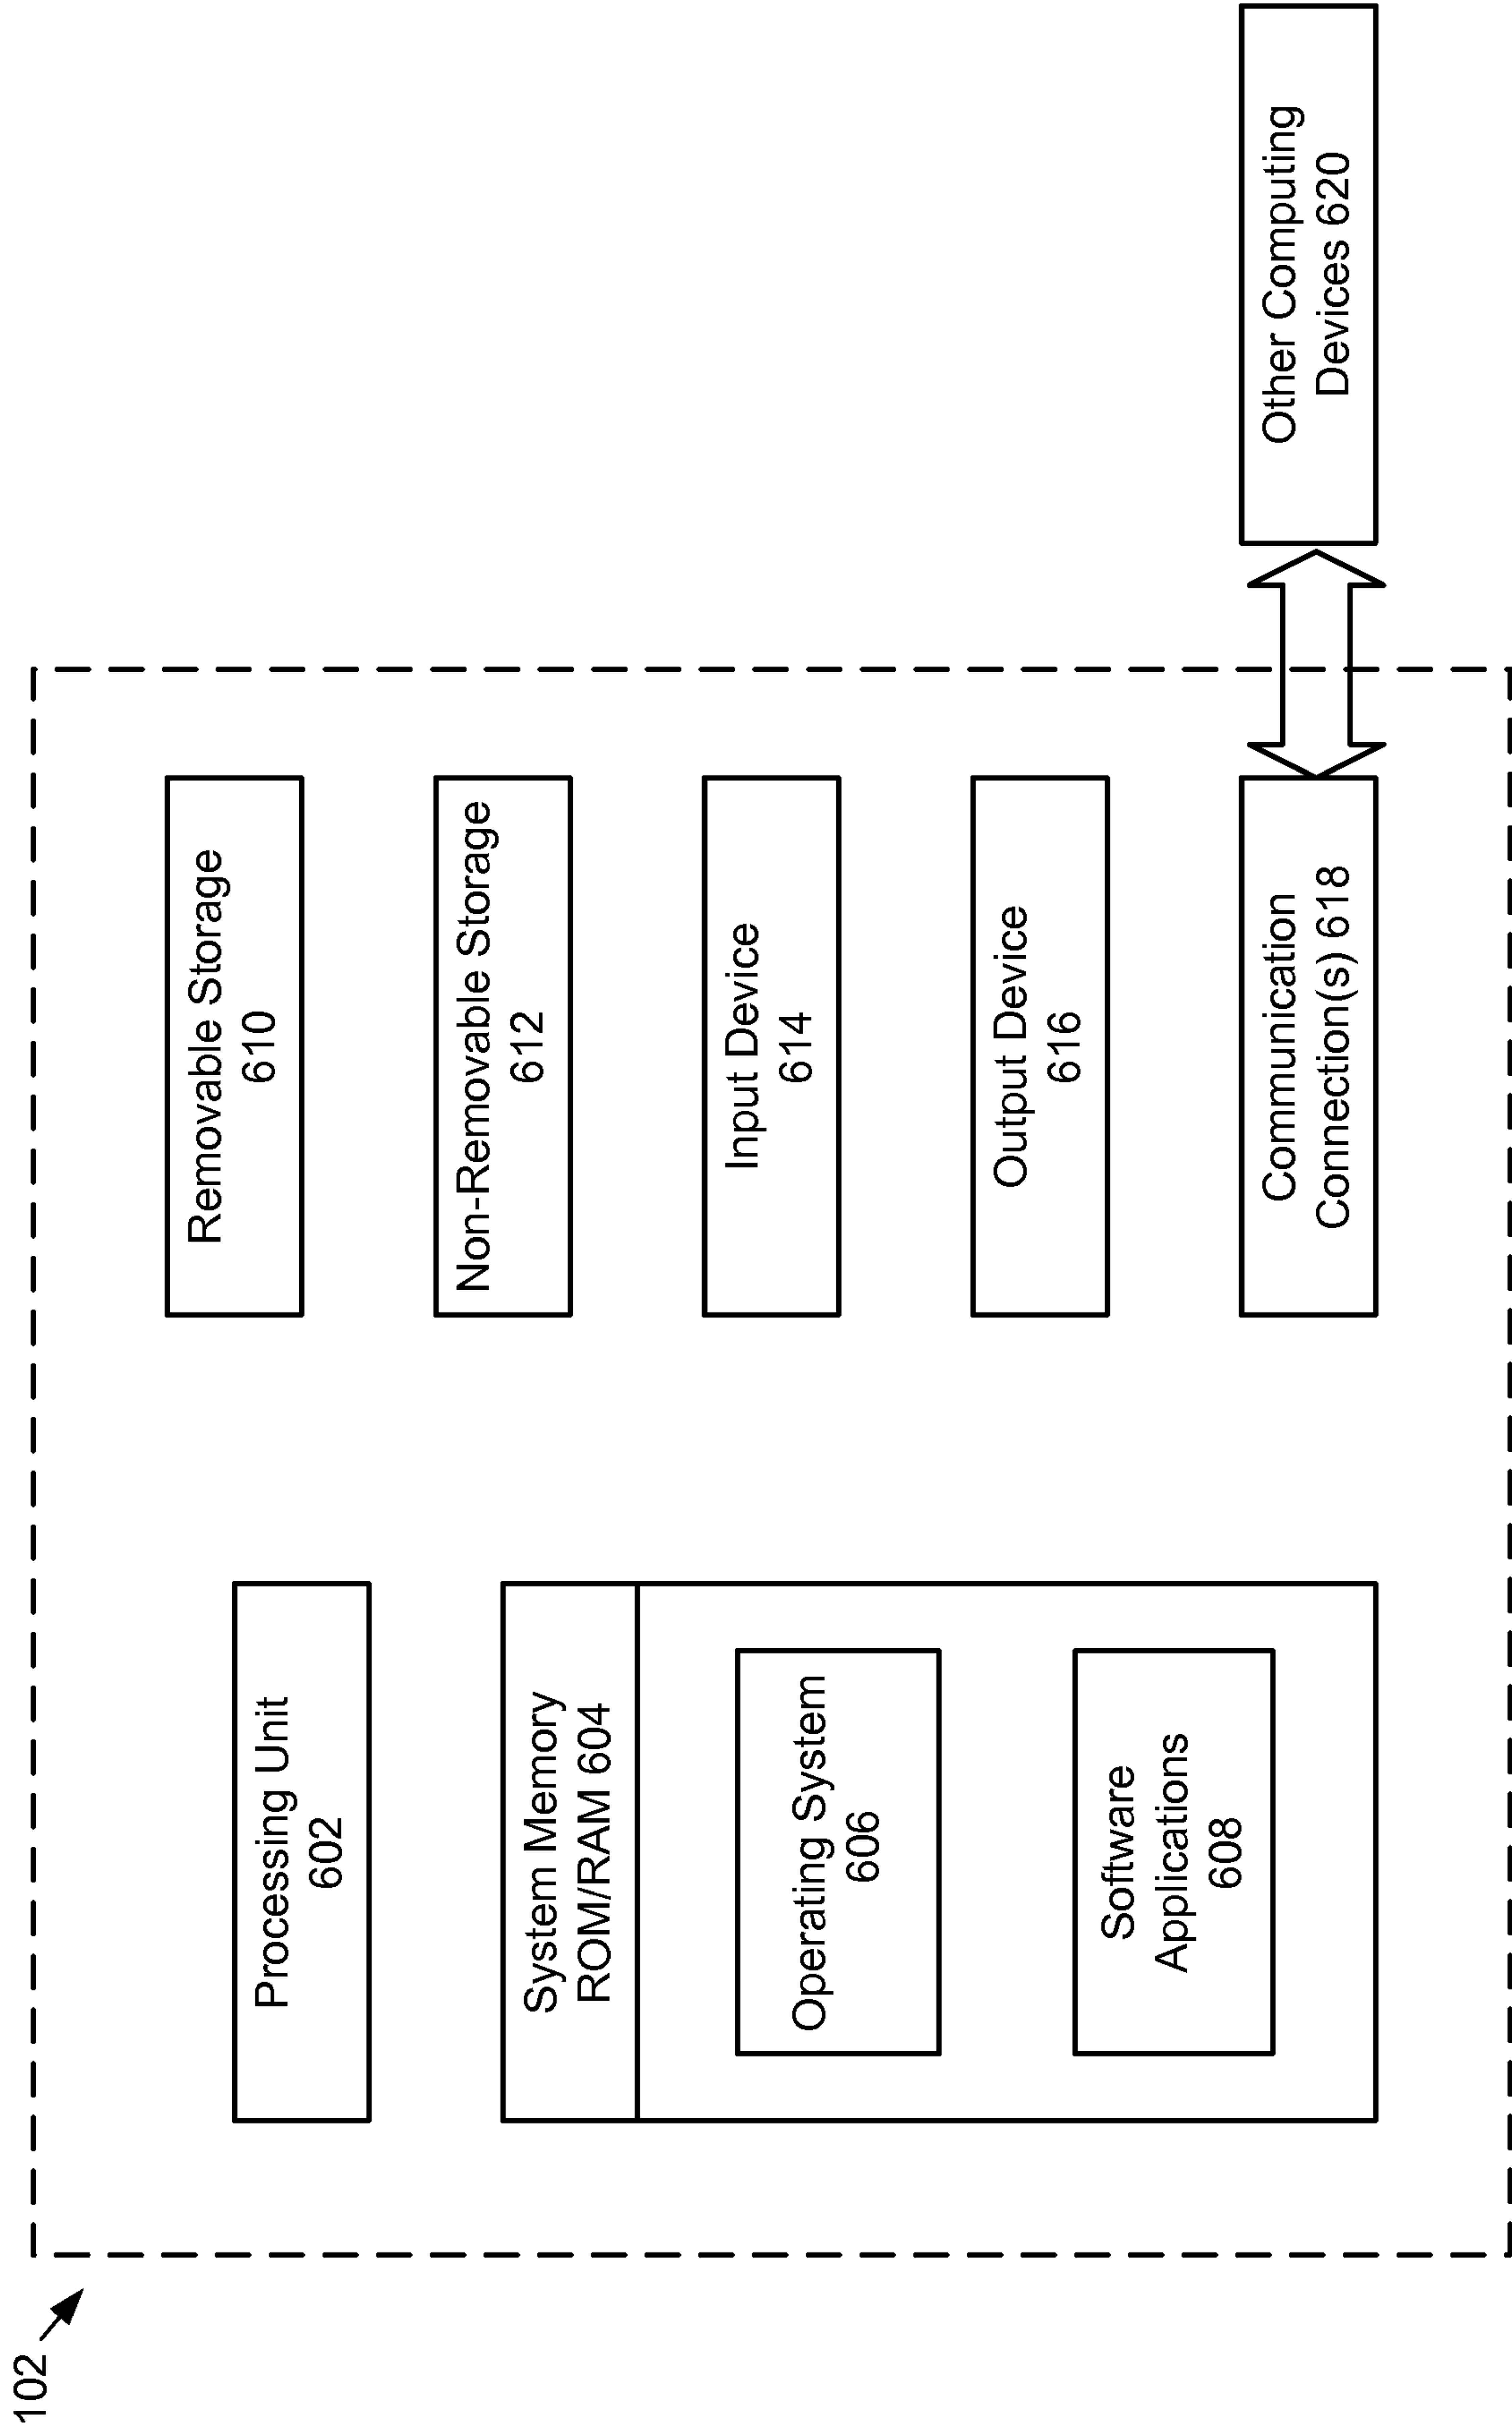 102
Processing Unit
602
System Memory
ROM/RAM 604
Operating System
606
Software
Applications
608
Removable Storage
610
Non-Removable Storage
612
Input Device
614
Output Device
616
Communication
Connection(s) 618
Other Computing
Devices 620